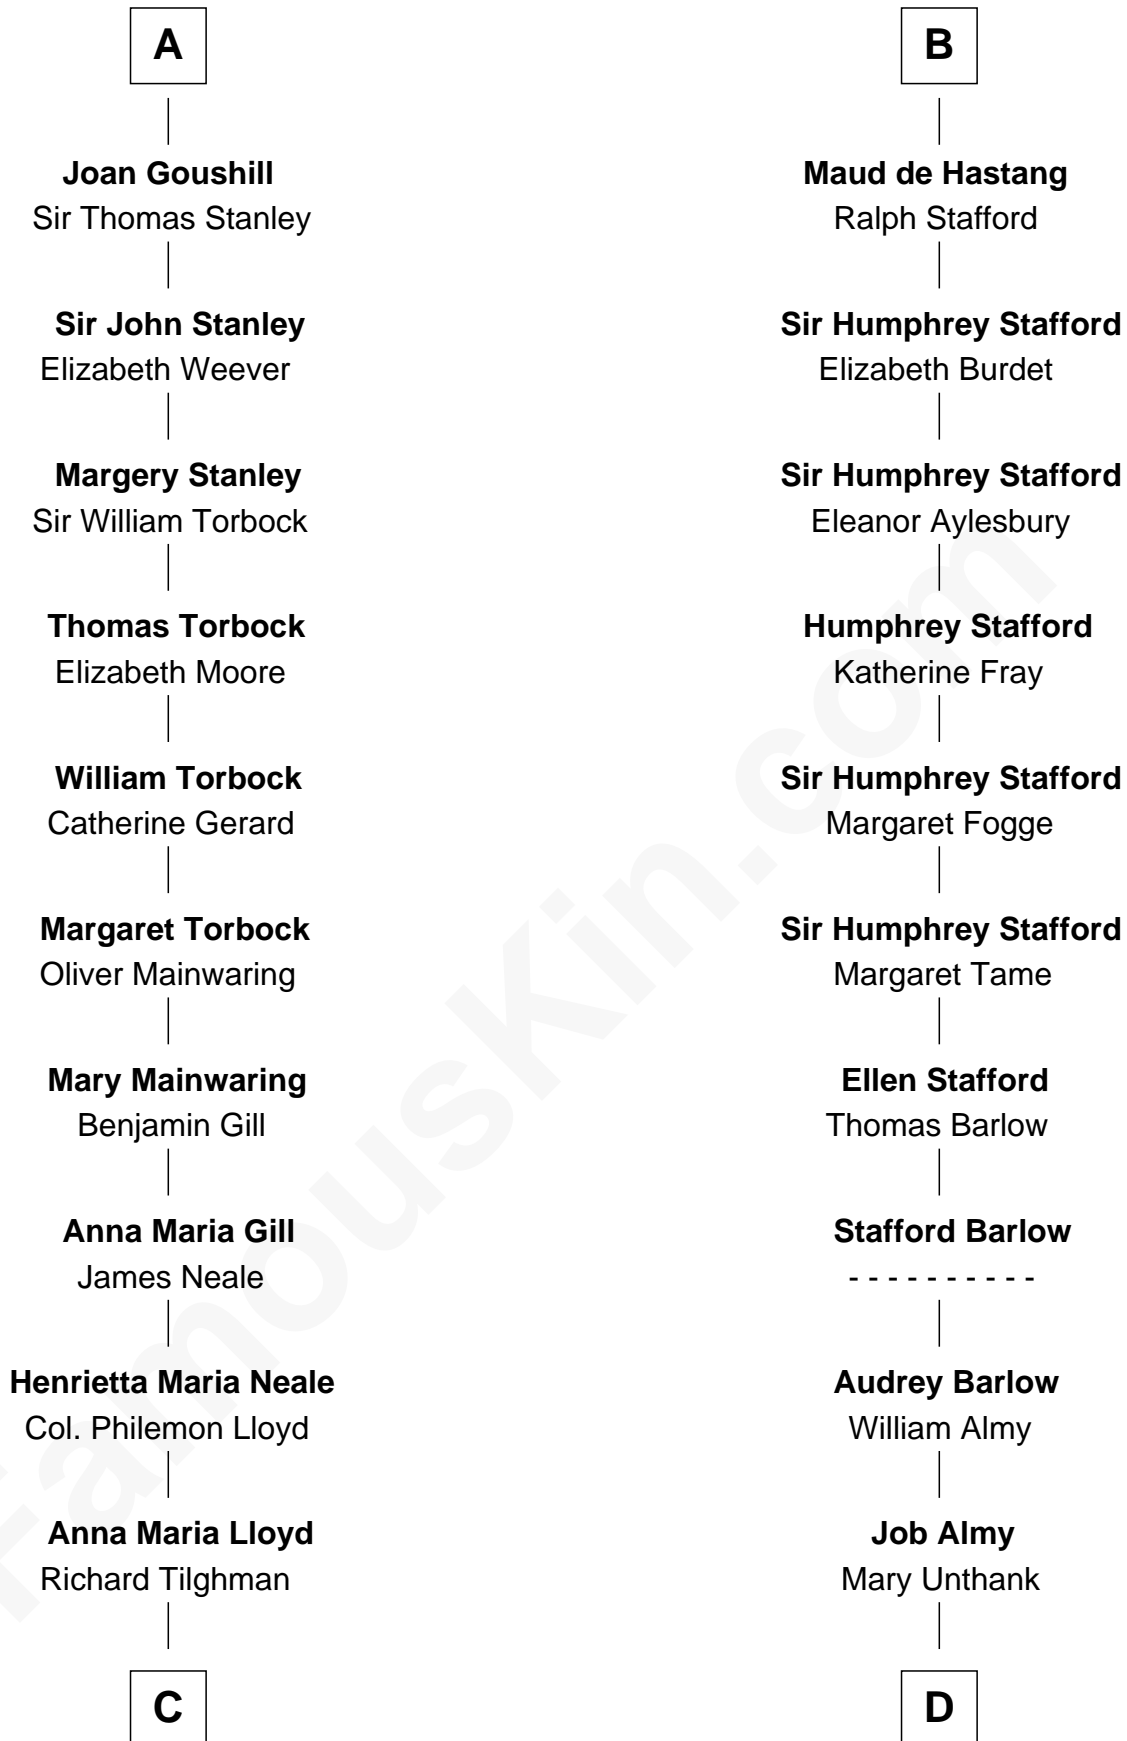 A
Joan Goushill
Sir Thomas Stanley
Sir John Stanley
Elizabeth Weever
Margery Stanley
Sir William Torbock
Thomas Torbock
Elizabeth Moore
William Torbock
Catherine Gerard
Margaret Torbock
Oliver Mainwaring
Mary Mainwaring
Benjamin Gill
Anna Maria Gill
James Neale
Henrietta Maria Neale
Col. Philemon Lloyd
Anna Maria Lloyd
Richard Tilghman
C
B
Maud de Hastang
Ralph Stafford
Sir Humphrey Stafford
Elizabeth Burdet
Sir Humphrey Stafford
Eleanor Aylesbury
Humphrey Stafford
Katherine Fray
Sir Humphrey Stafford
Margaret Fogge
Sir Humphrey Stafford
Margaret Tame
Ellen Stafford
Thomas Barlow
Stafford Barlow
- - - - - - - - - -
Audrey Barlow
William Almy
Job Almy
Mary Unthank
D
FamousKin.com